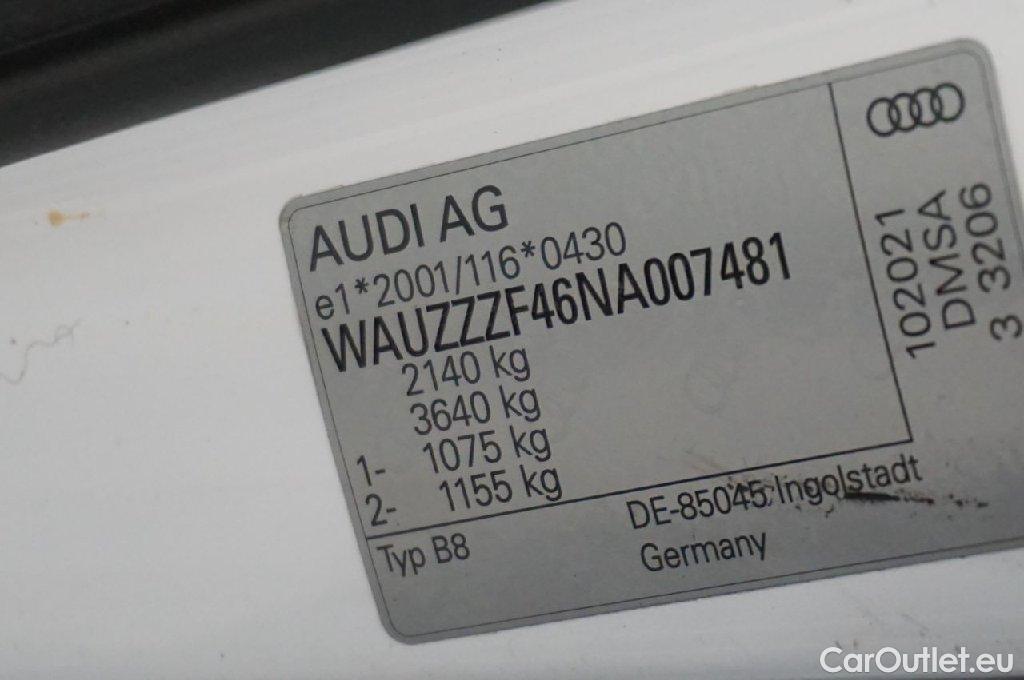 AUDI AG
e1*2001/116*0430
WAUZZZF46NA007481
2140 kg
3640 kg
1- 1075 kg
2- 1155 kg
Typ B8
DE-85045 Ingolstadt
Germany
102021
DMSA
3 3206
CarOutlet.eu